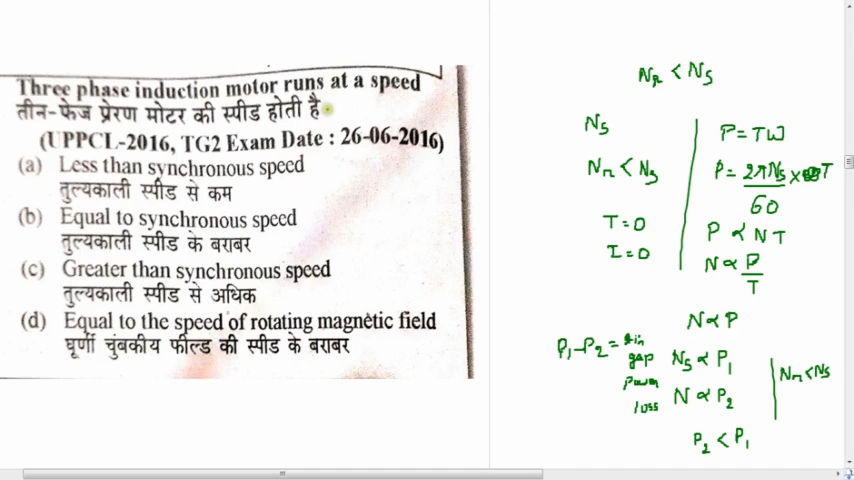 Three phase induction motor runs at a speed
तीन-फेज प्रेरण मोटर की स्पीड होती है
(UPPCL-2016, TG2 Exam Date : 26-06-2016)
(a) Less than synchronous speed
तुल्यकाली स्पीड से कम
(b) Equal to synchronous speed
तुल्यकाली स्पीड के बराबर
(c) Greater than synchronous speed
तुल्यकाली स्पीड से अधिक
(d) Equal to the speed of rotating magnetic field
घूर्णी चुंबकीय फील्ड की स्पीड के बराबर
Nr < Ns
Ns
Nr < Ns
T=0
I=0
P = Tω
P = 2πNs/60 × T
P ∝ NT
N ∝ P/T
N ∝ P
P1-P2 = air
gap
power
loss
Ns ∝ P1
N ∝ P2
P2 < P1
Nr < Ns